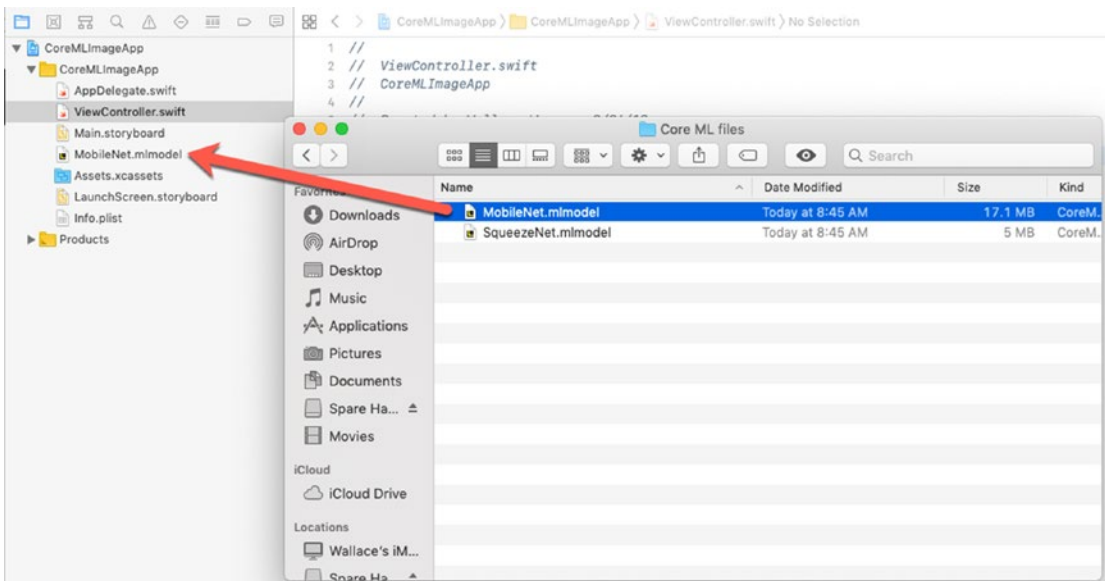 CoreMLImageApp CoreMLImageApp ViewController.swift No Selection
CoreMLImageApp
CoreMLImageApp
AppDelegate.swift
ViewController.swift
Main.storyboard
MobileNet.mlmodel
Assets.xcassets
LaunchScreen.storyboard
Info.plist
Products
1 //
2 // ViewController.swift
3 // CoreMLImageApp
4 //
Core ML files
Search
Favorites
Downloads
AirDrop
Desktop
Music
Applications
Pictures
Documents
Spare Ha...
Movies
iCloud
iCloud Drive
Locations
Wallace's iM...
Spare Ha...
Name Date Modified Size Kind
MobileNet.mlmodel Today at 8:45 AM 17.1 MB CoreM.
SqueezeNet.mlmodel Today at 8:45 AM 5 MB CoreM.